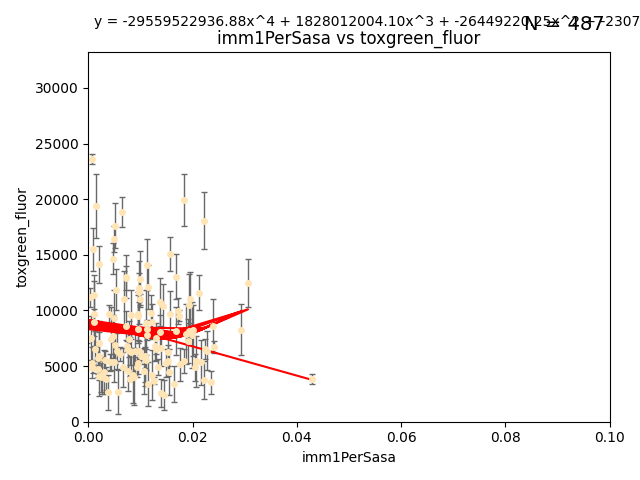 y = -29559522936.88x^4 + 1828012004.10x^3 + -26449220.25x^2 + -2307
N = 487
imm1PerSasa vs toxgreen_fluor
30000
25000
20000
15000
10000
5000
0
toxgreen_fluor
0.00 0.02 0.04 0.06 0.08 0.10
imm1PerSasa